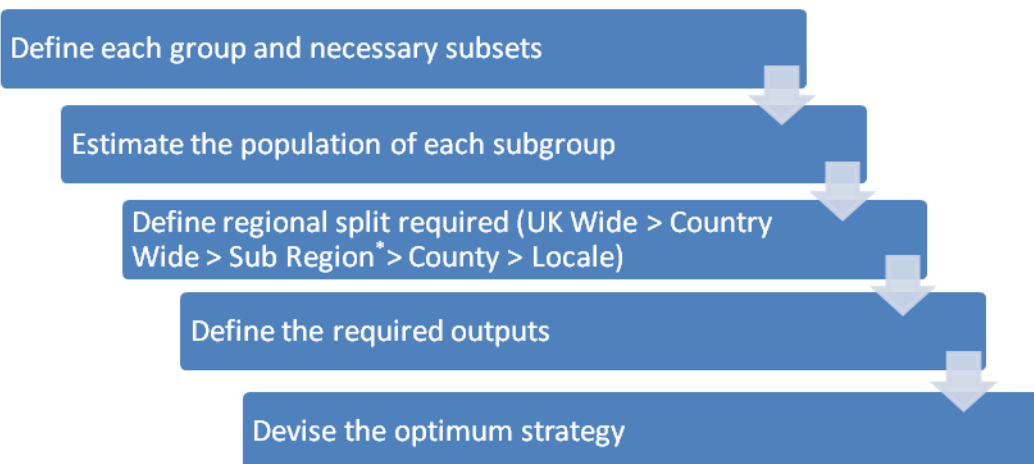 Define each group and necessary subsets
Estimate the population of each subgroup
Define regional split required (UK Wide > Country
Wide > Sub Region*> County > Locale)
Define the required outputs
Devise the optimum strategy